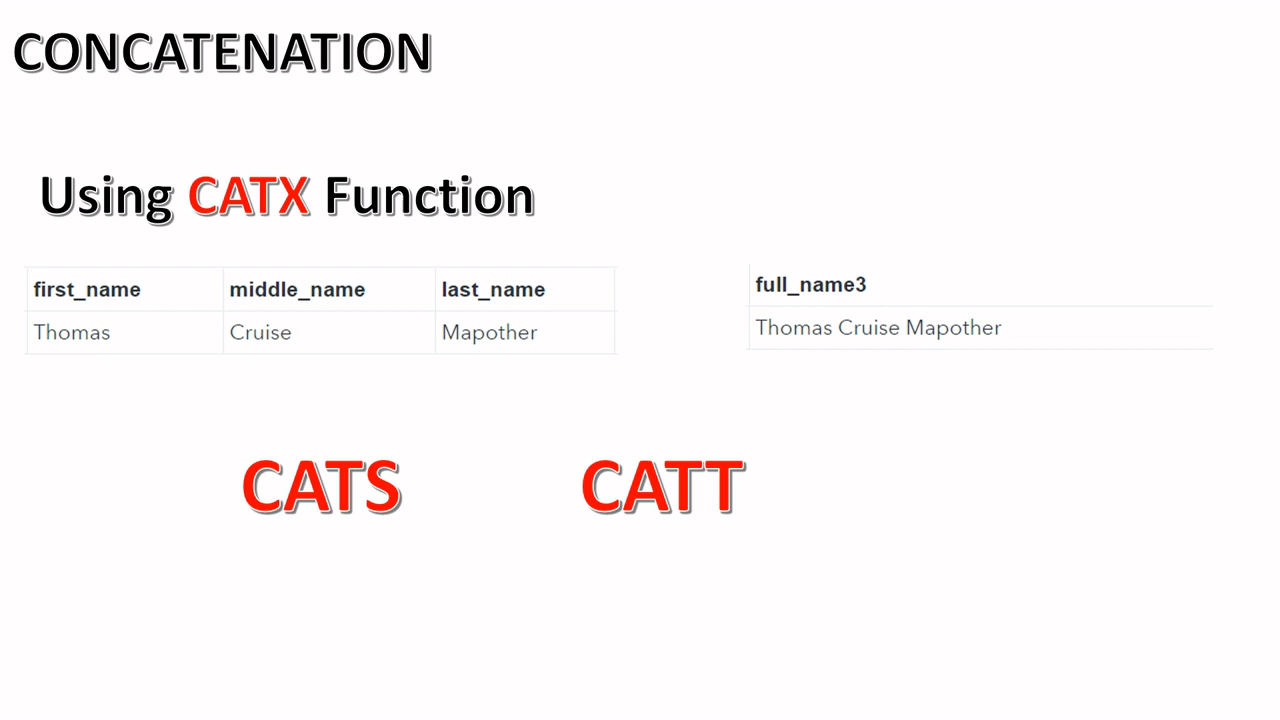 CONCATENATION
Using CATX Function
first_name middle_name last_name
Thomas Cruise Mapother
full_name3
Thomas Cruise Mapother
CATS CATT